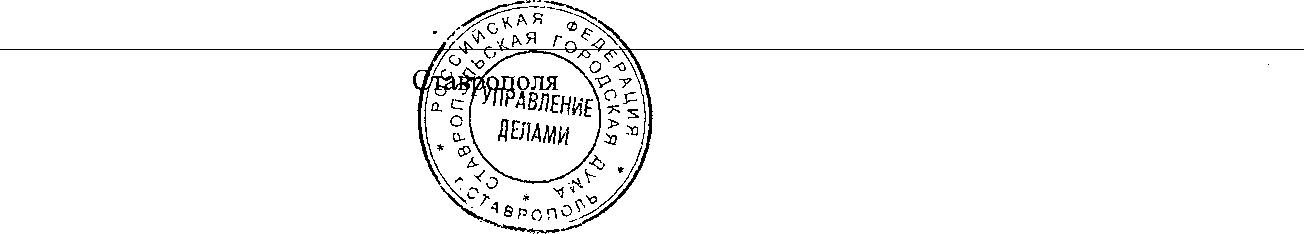 Ставрополя
* РОССИЙСКАЯ ФЕДЕРАЦИЯ *
г. СТАВРОПОЛЬ
СТАВРОПОЛЬСКАЯ ГОРОДСКАЯ ДУМА *
УПРАВЛЕНИЕ
ДЕЛАМИ